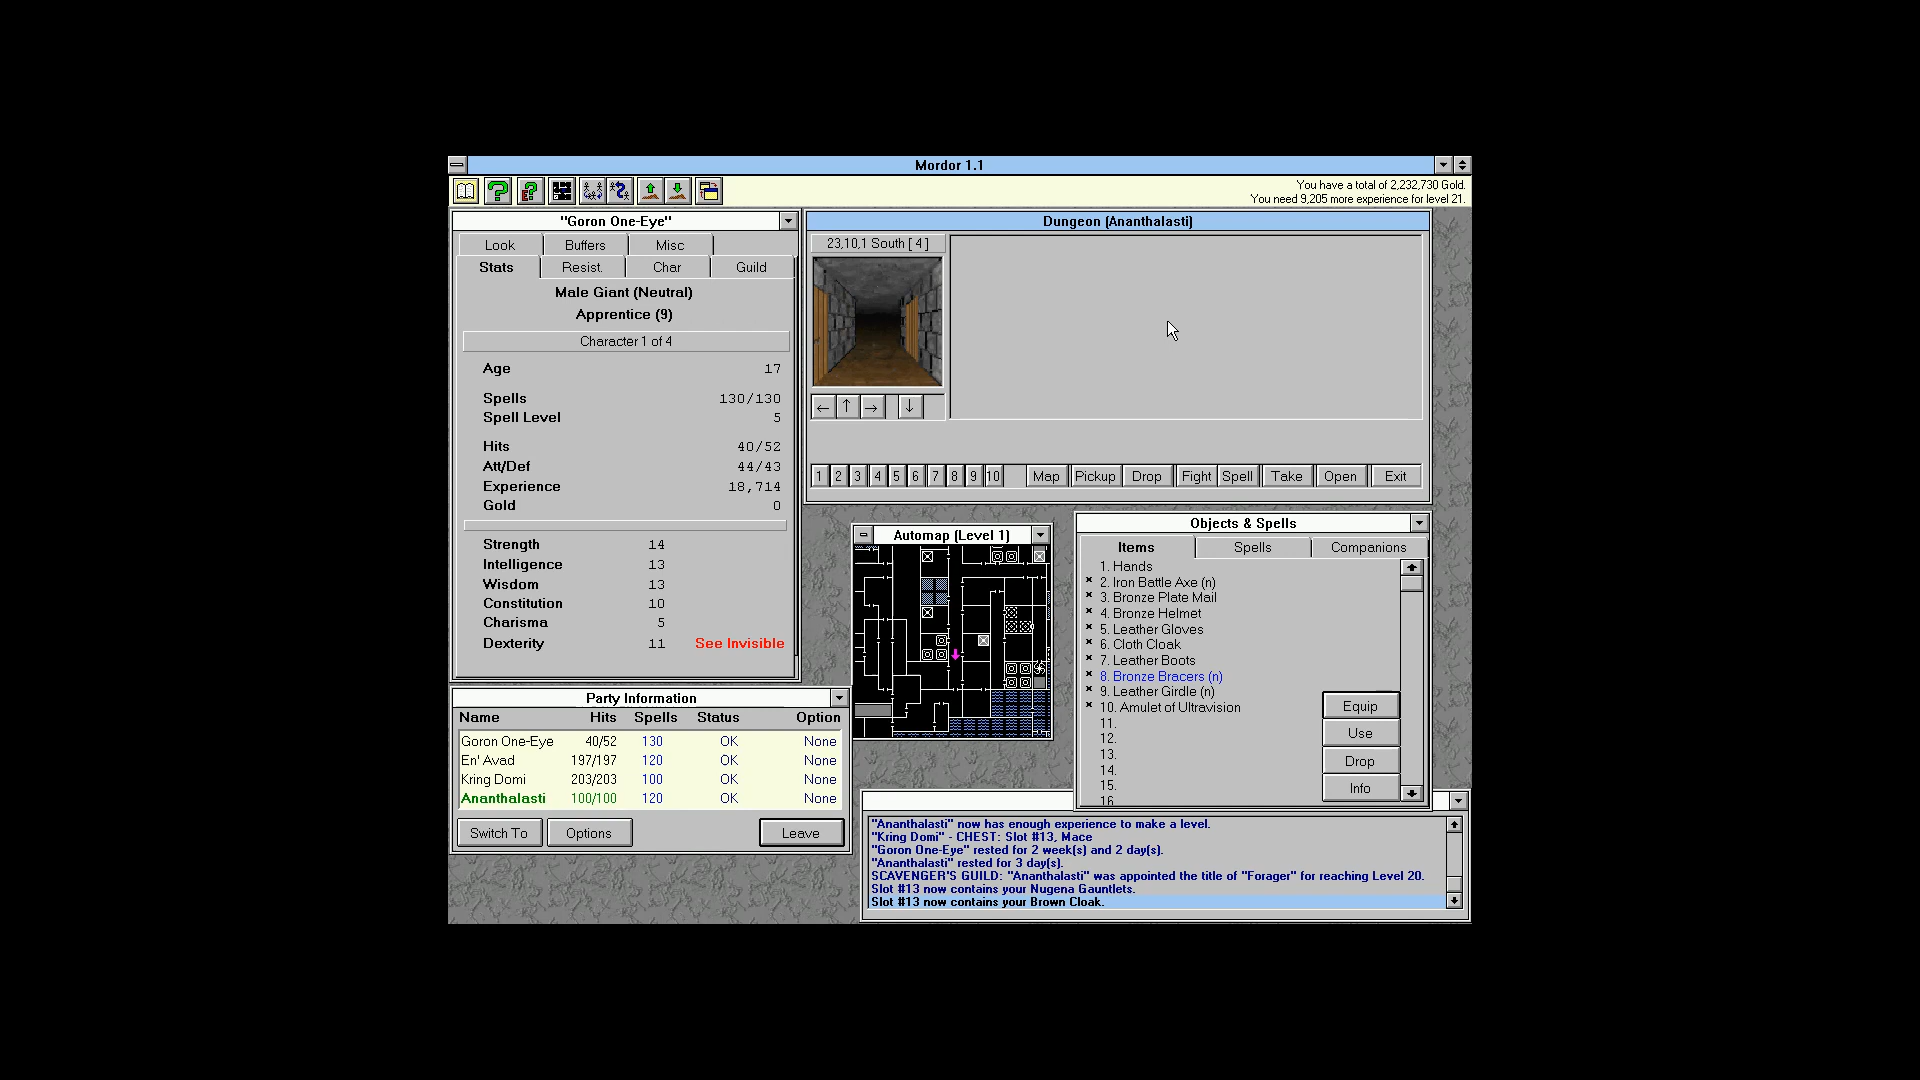 Mordor 1.1
You have a total of 2,232,730 Gold.
You need 9,205 more experience for level 21.
"Goron One-Eye"
Look Buffers Misc
Stats Resist. Char Guild
Male Giant (Neutral)
Apprentice (9)
Character 1 of 4
Age 17
Spells 130/130
Spell Level 5
Hits 40/52
Att/Def 44/43
Experience 18,714
Gold 0
Strength 14
Intelligence 13
Wisdom 13
Constitution 10
Charisma 5
Dexterity 11 See Invisible
Dungeon (Ananthalasti)
23,10,1 South [ 4 ]
1 2 3 4 5 6 7 8 9 10 Map Pickup Drop Fight Spell Take Open Exit
Automap (Level 1)
Objects & Spells
Items Spells Companions
1. Hands
2. Iron Battle Axe (n)
3. Bronze Plate Mail
4. Bronze Helmet
5. Leather Gloves
6. Cloth Cloak
7. Leather Boots
8. Bronze Bracers (n)
9. Leather Girdle (n)
10. Amulet of Ultravision
11.
12.
13.
14.
15.
16
Equip
Use
Drop
Info
Party Information
Name Hits Spells Status Option
Goron One-Eye 40/52 130 OK None
En' Avad 197/197 120 OK None
Kring Domi 203/203 100 OK None
Ananthalasti 100/100 120 OK None
Switch To Options Leave
"Ananthalasti" now has enough experience to make a level.
"Kring Domi" - CHEST: Slot #13, Mace
"Goron One-Eye" rested for 2 week(s) and 2 day(s).
"Ananthalasti" rested for 3 day(s).
SCAVENGER'S GUILD: "Ananthalasti" was appointed the title of "Forager" for reaching Level 20.
Slot #13 now contains your Nugena Gauntlets.
Slot #13 now contains your Brown Cloak.